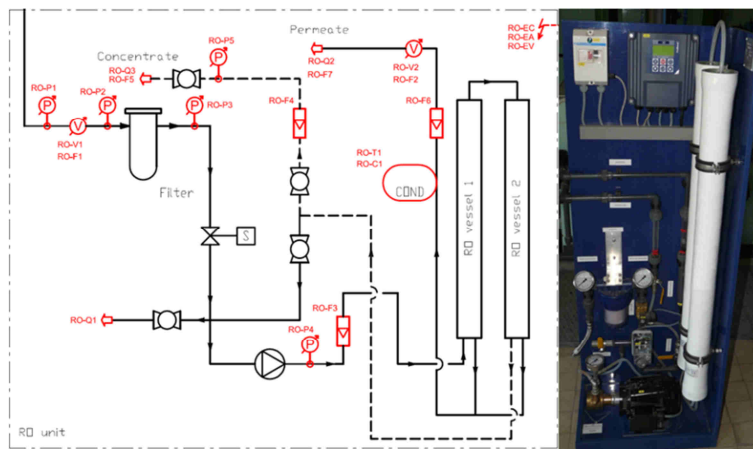 RO-P5
Permeate
RO-EC
RO-EA
RO-EV
Concentrate
RO-Q3
RO-F5
RO-Q2
RO-F7
RO-V2
RO-F2
RO-P1
RO-P2
RO-P3
RO-F4
RO-F6
P
P
P
P
V
V
RO-V1
RO-F1
Filter
RO-T1
RO-C1
COND
RO vessel 1
RO vessel 2
S
RO-Q1
RO-P4
RO-F3
P
RO unit